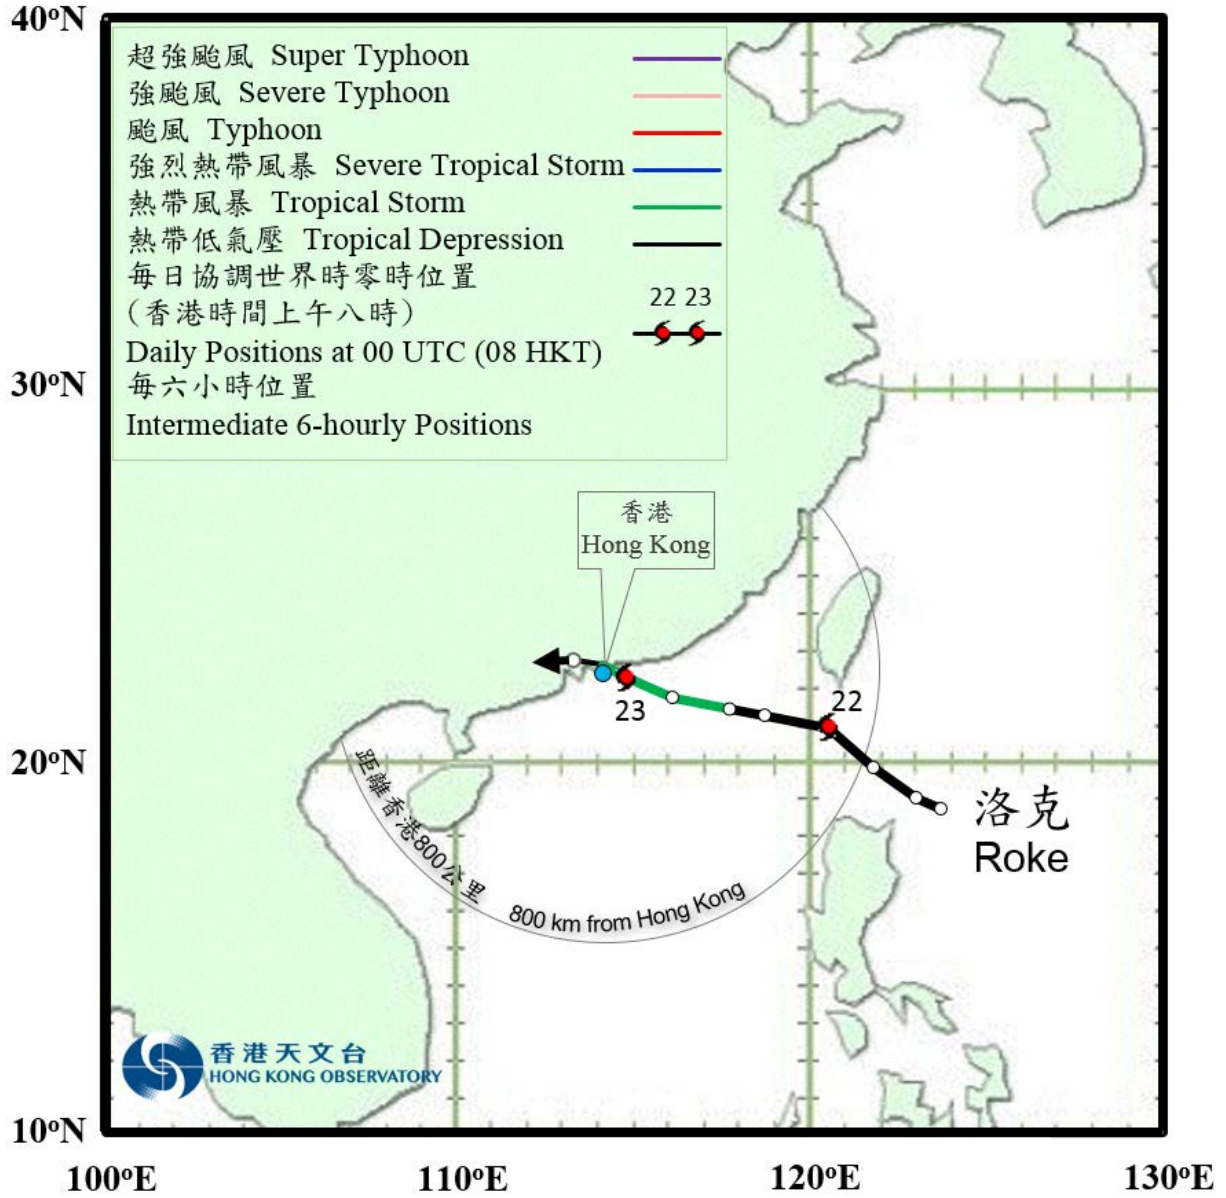 40°N
超強颱風 Super Typhoon
強颱風 Severe Typhoon
颱風 Typhoon
強烈熱帶風暴 Severe Tropical Storm
熱帶風暴 Tropical Storm
熱帶低氣壓 Tropical Depression
每日協調世界時零時位置
(香港時間上午八時)
22 23
Daily Positions at 00 UTC (08 HKT)
每六小時位置
Intermediate 6-hourly Positions
30°N
香港
Hong Kong
22
23
20°N
洛克
Roke
距離香港800公里
800 km from Hong Kong
香港天文台
HONG KONG OBSERVATORY
10°N
100°E
110°E
120°E
130°E